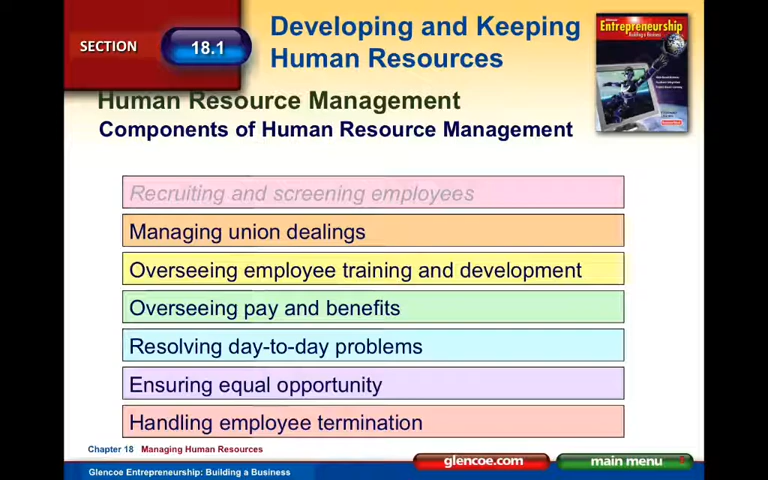 SECTION 18.1
Developing and Keeping
Human Resources
Human Resource Management
Components of Human Resource Management
Entrepreneurship
Building a Business
Recruiting and screening employees
Managing union dealings
Overseeing employee training and development
Overseeing pay and benefits
Resolving day-to-day problems
Ensuring equal opportunity
Handling employee termination
Chapter 18 Managing Human Resources
glencoe.com
main menu
Glencoe Entrepreneurship: Building a Business